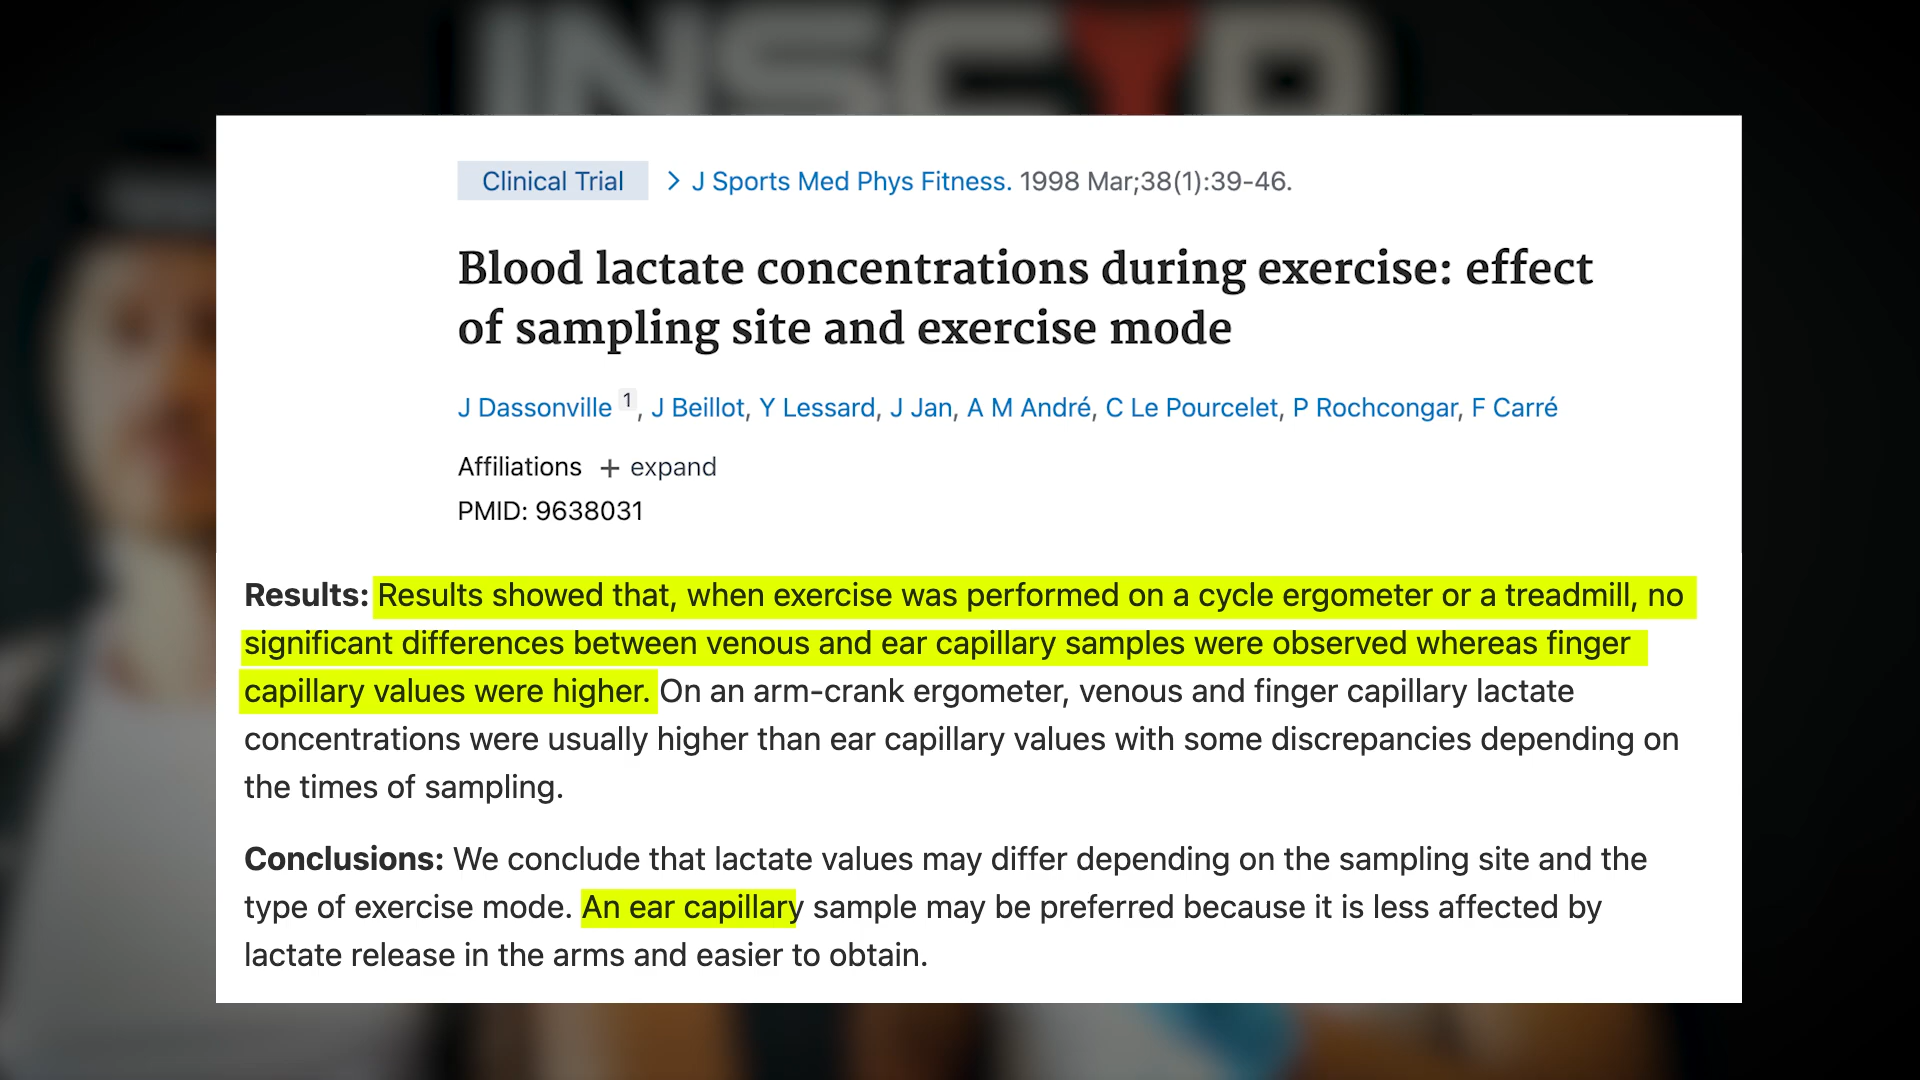 INSCYD
Clinical Trial > J Sports Med Phys Fitness. 1998 Mar;38(1):39-46.
Blood lactate concentrations during exercise: effect
of sampling site and exercise mode
J Dassonville 1, J Beillot, Y Lessard, J Jan, A M André, C Le Pourcelet, P Rochcongar, F Carré
Affiliations + expand
PMID: 9638031
Results: Results showed that, when exercise was performed on a cycle ergometer or a treadmill, no
significant differences between venous and ear capillary samples were observed whereas finger
capillary values were higher. On an arm-crank ergometer, venous and finger capillary lactate
concentrations were usually higher than ear capillary values with some discrepancies depending on
the times of sampling.
Conclusions: We conclude that lactate values may differ depending on the sampling site and the
type of exercise mode. An ear capillary sample may be preferred because it is less affected by
lactate release in the arms and easier to obtain.